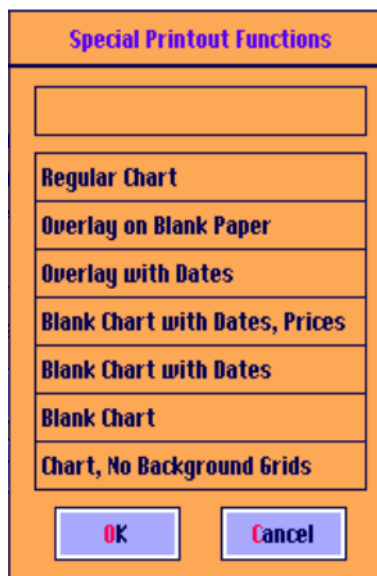 Special Printout Functions
Regular Chart
Overlay on Blank Paper
Overlay with Dates
Blank Chart with Dates, Prices
Blank Chart with Dates
Blank Chart
Chart, No Background Grids
OK
Cancel